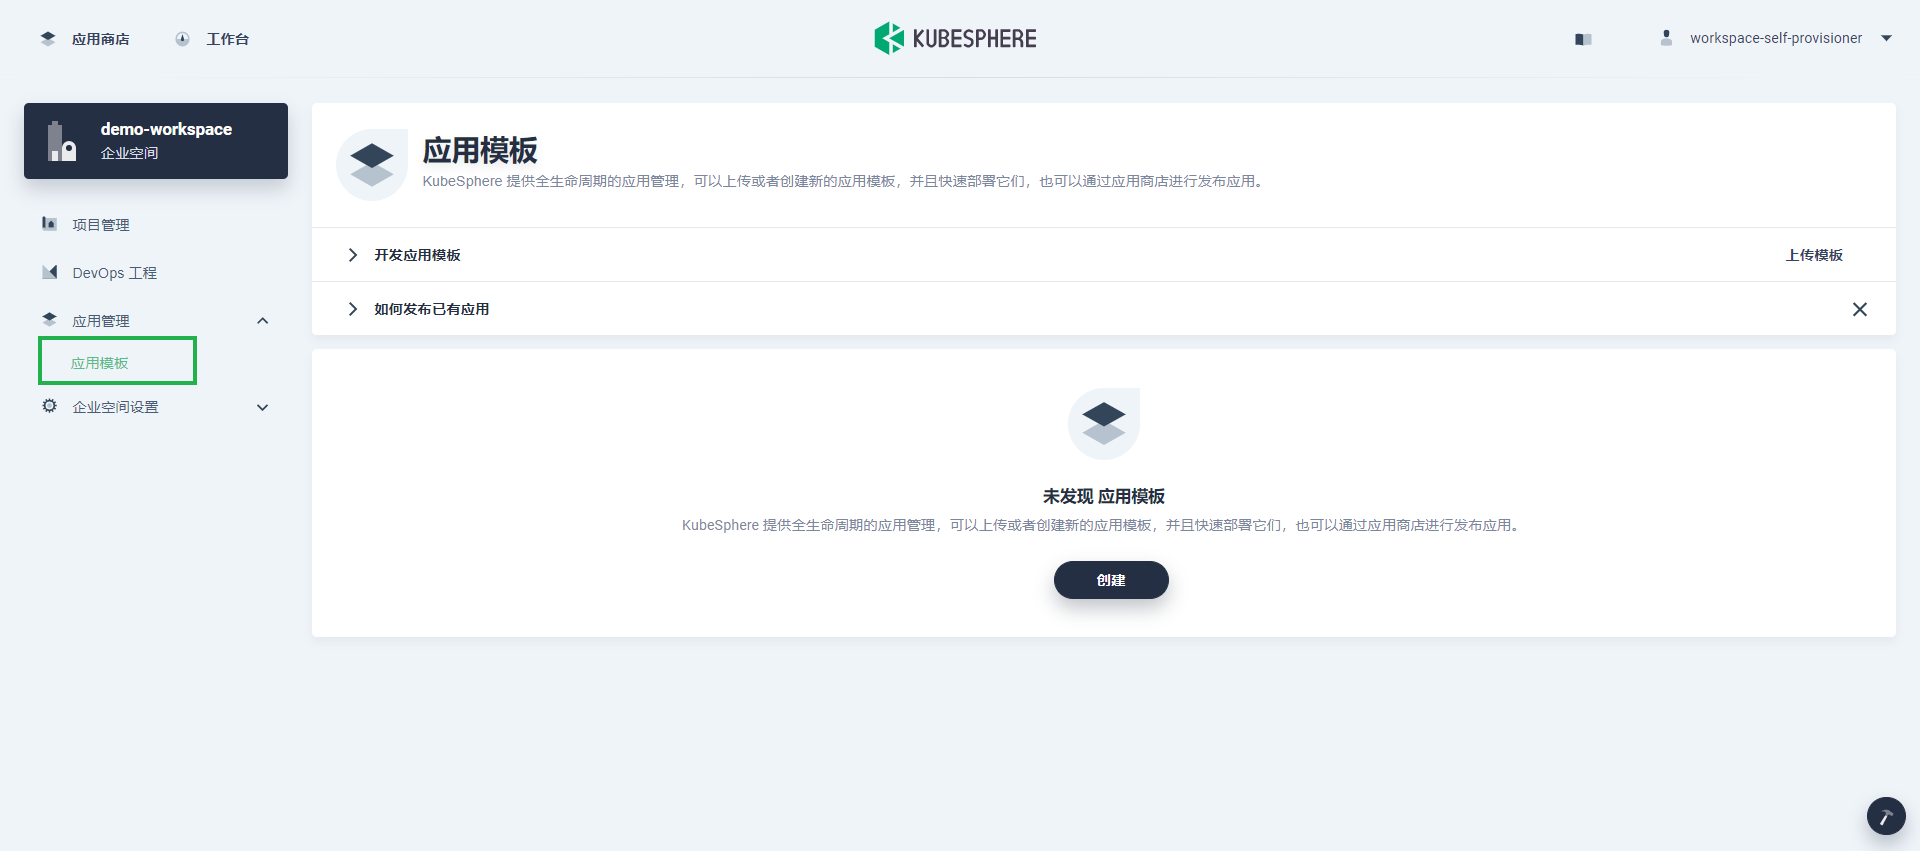 应用商店
工作台
KUBESPHERE
workspace-self-provisioner
demo-workspace
企业空间
项目管理
DevOps 工程
应用管理
应用模板
企业空间设置
应用模板
KubeSphere 提供全生命周期的应用管理，可以上传或者创建新的应用模板，并且快速部署它们，也可以通过应用商店进行发布应用。
开发应用模板
上传模板
如何发布已有应用
未发现 应用模板
KubeSphere 提供全生命周期的应用管理，可以上传或者创建新的应用模板，并且快速部署它们，也可以通过应用商店进行发布应用。
创建